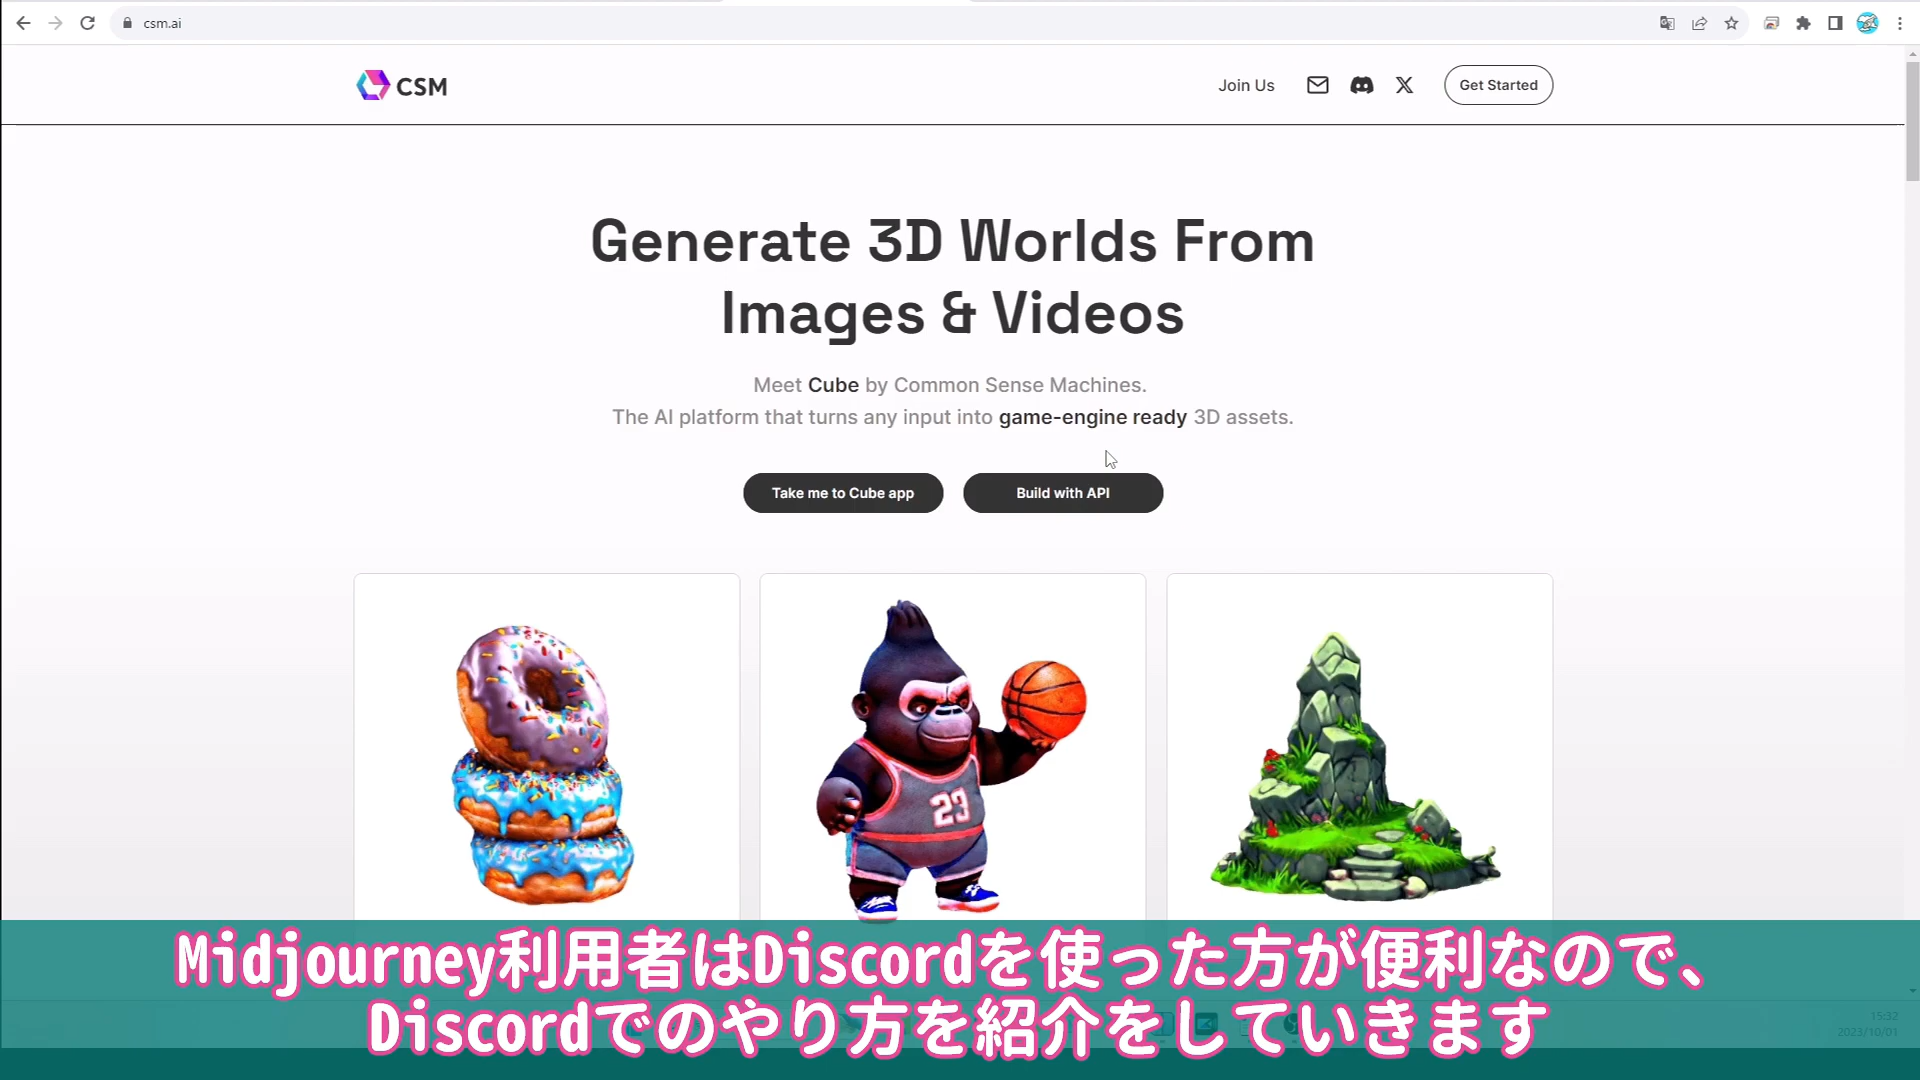 csm.ai
CSM
Join Us
Get Started
Generate 3D Worlds From
Images & Videos
Meet Cube by Common Sense Machines.
The AI platform that turns any input into game-engine ready 3D assets.
Take me to Cube app
Build with API
23
Midjourney利用者はDiscordを使った方が便利なので、
Discordでのやり方を紹介をしていきます
15:32
2023/10/01